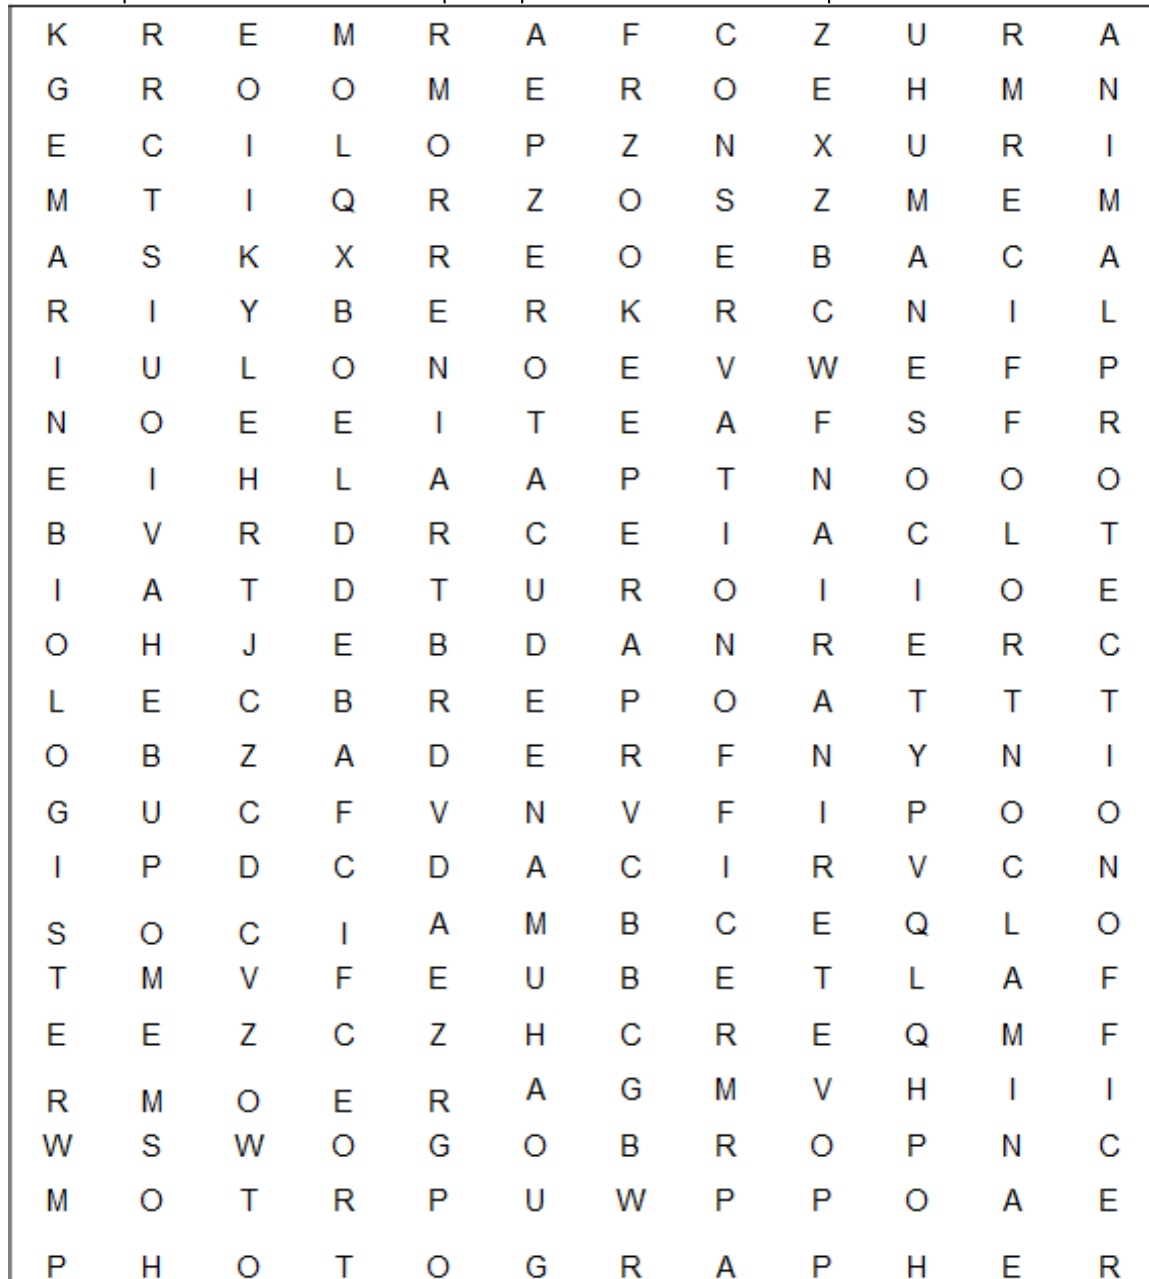 K R E M R A F C Z U R A
G R O O M E R O E H M N
E C I L O P Z N X U R I
M T I Q R Z O S Z M E M
A S K X R E O E B A C A
R I Y B E R K R C N I L
I U L O N O E V W E F P
N O E E I T E A F S F R
E I H L A A P T N O O O
B V R D R C E I A C L T
I A T D T U R O I I O E
O H J E B D A N R E R C
L E C B R E P O A T T T
O B Z A D E R F N Y N I
G U C F V N V F I P O O
I P D C D A C I R V C N
S O C I A M B C E Q L O
T M V F E U B E T L A F
E E Z C Z H C R E Q M F
R M O E R A G M V H I I
W S W O G O B R O P N C
M O T R P U W P P O A E
P H O T O G R A P H E R